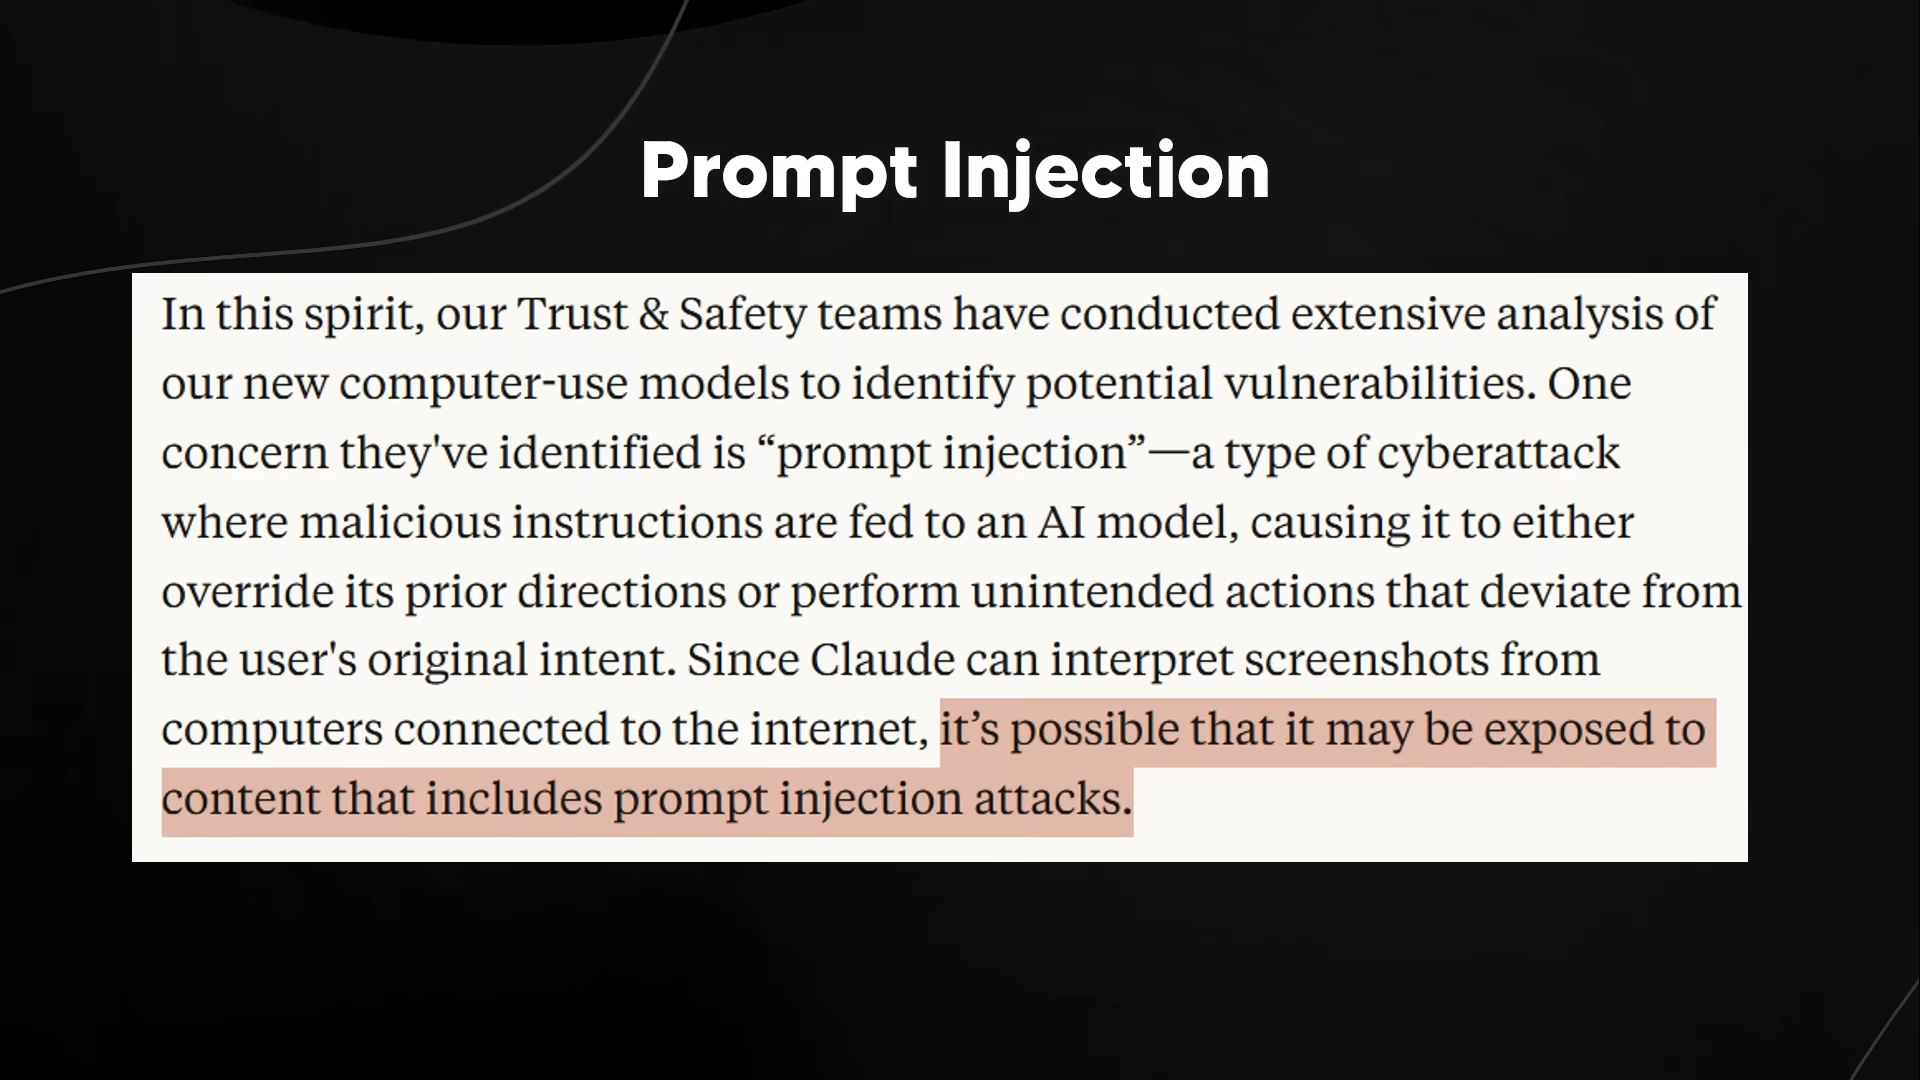 Prompt Injection
In this spirit, our Trust & Safety teams have conducted extensive analysis of
our new computer-use models to identify potential vulnerabilities. One
concern they've identified is “prompt injection”—a type of cyberattack
where malicious instructions are fed to an AI model, causing it to either
override its prior directions or perform unintended actions that deviate from
the user's original intent. Since Claude can interpret screenshots from
computers connected to the internet, it’s possible that it may be exposed to
content that includes prompt injection attacks.